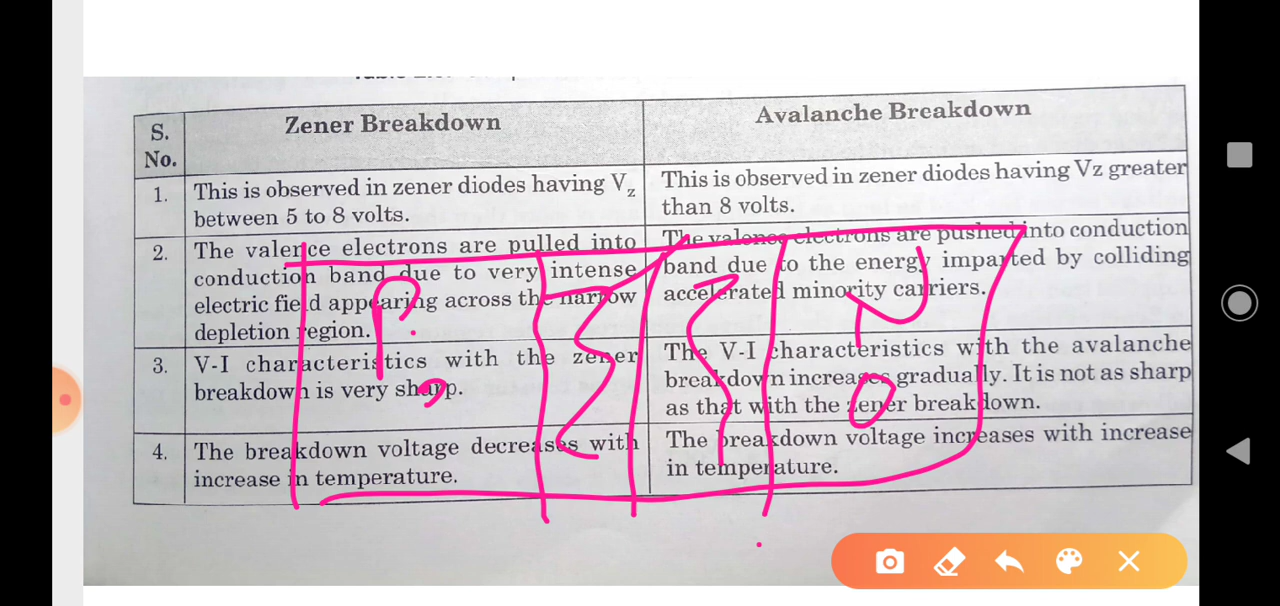 S. No.
Zener Breakdown
Avalanche Breakdown
1.
This is observed in zener diodes having Vz
between 5 to 8 volts.
This is observed in zener diodes having Vz greater
than 8 volts.
2.
The valence electrons are pulled into
conduction band due to very intense
electric field appearing across the narrow
depletion region.
The valence electrons are pushed into conduction
band due to the energy imparted by colliding
accelerated minority carriers.
3.
V-I characteristics with the zener
breakdown is very sharp.
The V-I characteristics with the avalanche
breakdown increases gradually. It is not as sharp
as that with the zener breakdown.
4.
The breakdown voltage decreases with
increase in temperature.
The breakdown voltage increases with increase
in temperature.